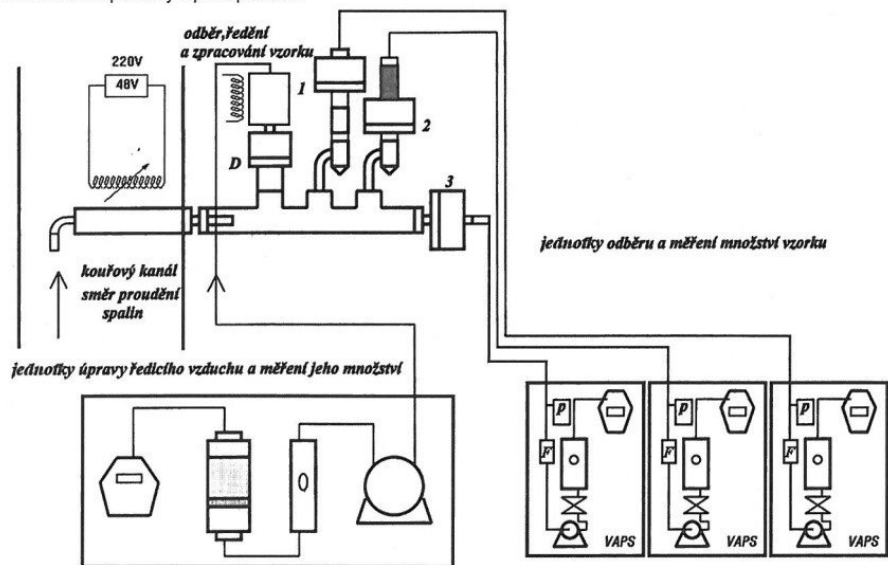 odběr,ředění
a zpracování vzorku
220V
48V
1
2
D
3
jednotky odběru a měření množství vzorku
kouřový kanál
směr proudění
spalin
jednotky úpravy ředicího vzduchu a měření jeho množství
p
p
p
F
F
F
VAPS
VAPS
VAPS